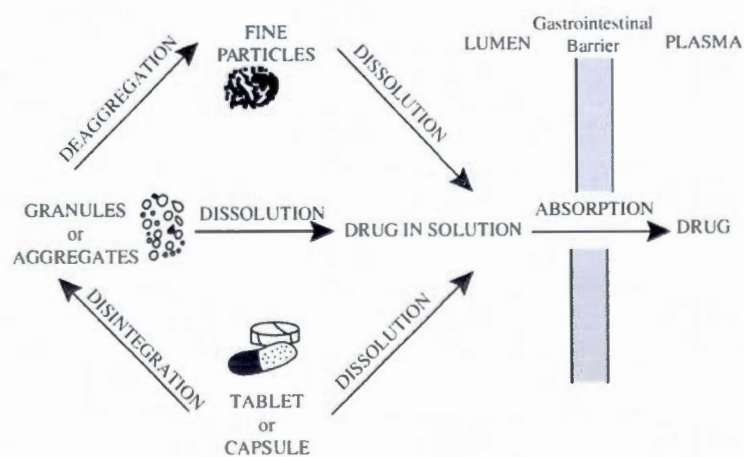 FINE
PARTICLES
DEAGGREGATION
DISSOLUTION
LUMEN
Gastrointestinal
Barrier
PLASMA
GRANULES
or
AGGREGATES
DISSOLUTION
DRUG IN SOLUTION
ABSORPTION
DRUG
DISINTEGRATION
DISSOLUTION
TABLET
or
CAPSULE